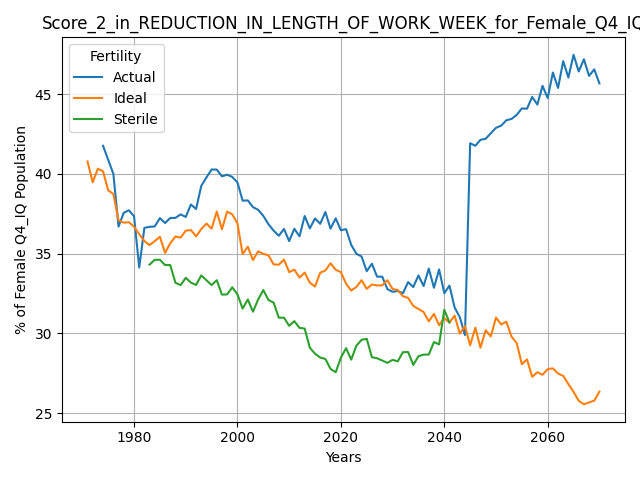 Score_2_in_REDUCTION_IN_LENGTH_OF_WORK_WEEK_for_Female_Q4_IQ
Fertility
Actual
Ideal
Sterile
% of Female Q4_IQ Population
45
40
35
30
25
1980
2000
2020
2040
2060
Years